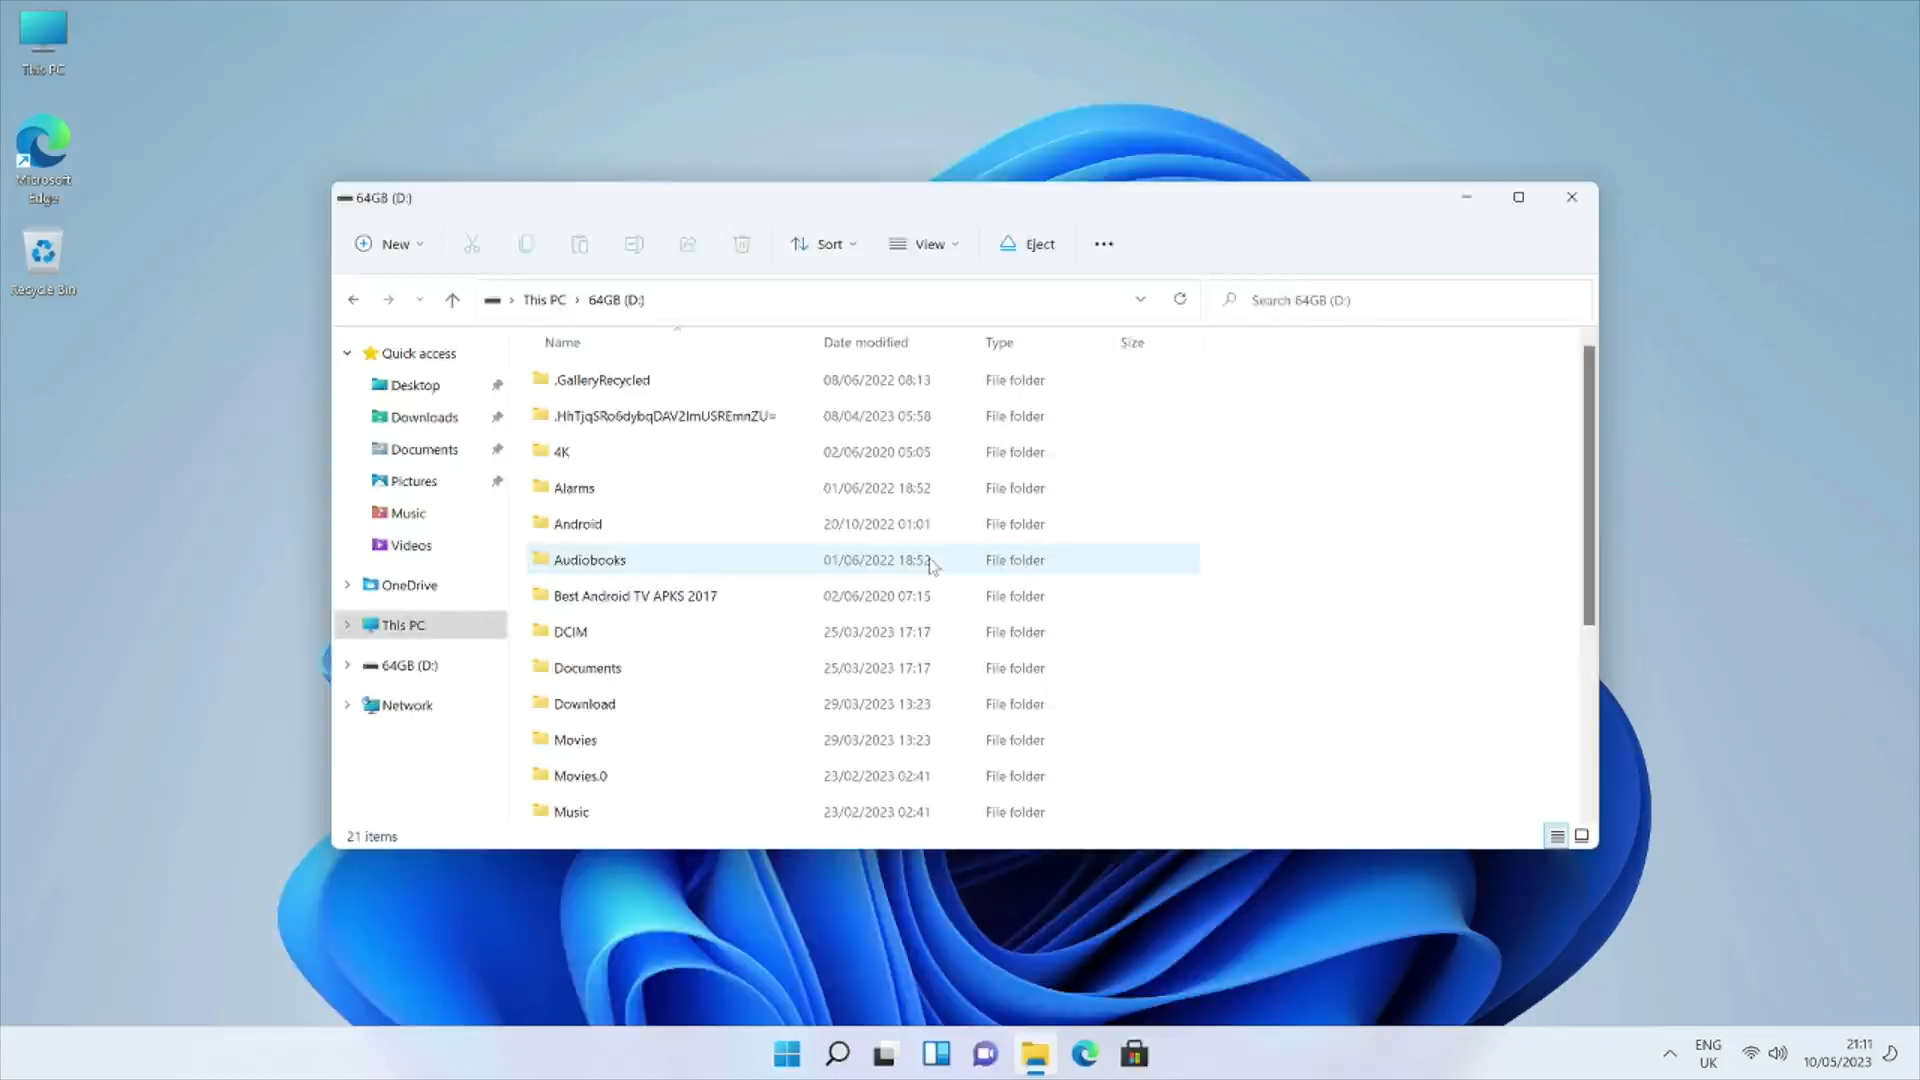 This PC
Microsoft
Edge
Recycle Bin
64GB (D:)
New
Sort
View
Eject
This PC
64GB (D:)
Search 64GB (D:)
Quick access
Desktop
Downloads
Documents
Pictures
Music
Videos
OneDrive
This PC
64GB (D:)
Network
Name Date modified Type Size
.GalleryRecycled 08/06/2022 08:13 File folder
08/04/2023 05:58 File folder
4K 02/06/2020 05:05 File folder
Alarms 01/06/2022 18:52 File folder
Android 20/10/2022 01:01 File folder
Audiobooks 01/06/2022 18:52 File folder
Best Android TV APKS 2017 02/06/2020 07:15 File folder
DCIM 25/03/2023 17:17 File folder
Documents 25/03/2023 17:17 File folder
Download 29/03/2023 13:23 File folder
Movies 29/03/2023 13:23 File folder
Movies.0 23/02/2023 02:41 File folder
Music 23/02/2023 02:41 File folder
21 items
ENG
UK
21:11
10/05/2023